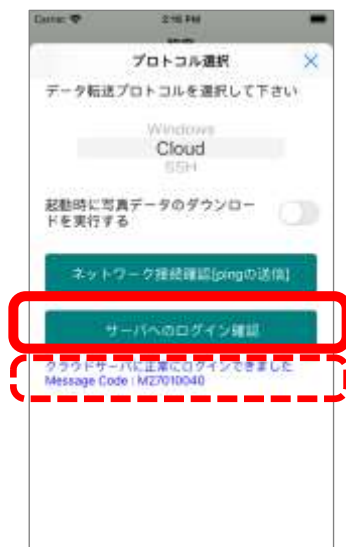 Carrier 2:16 PM
プロトコル選択
データ転送プロトコルを選択して下さい
Windows
Cloud
SSH
起動時に写真データのダウンロー
ドを実行する
ネットワーク接続確認(pingの送信)
サーバへのログイン確認
クラウドサーバに正常にログインできました
Message Code : M27010040